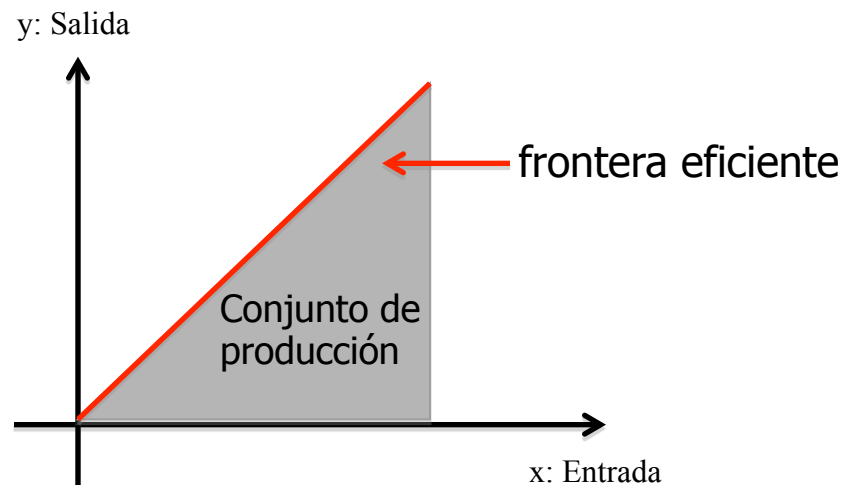 y: Salida
frontera eficiente
Conjunto de
producción
x: Entrada